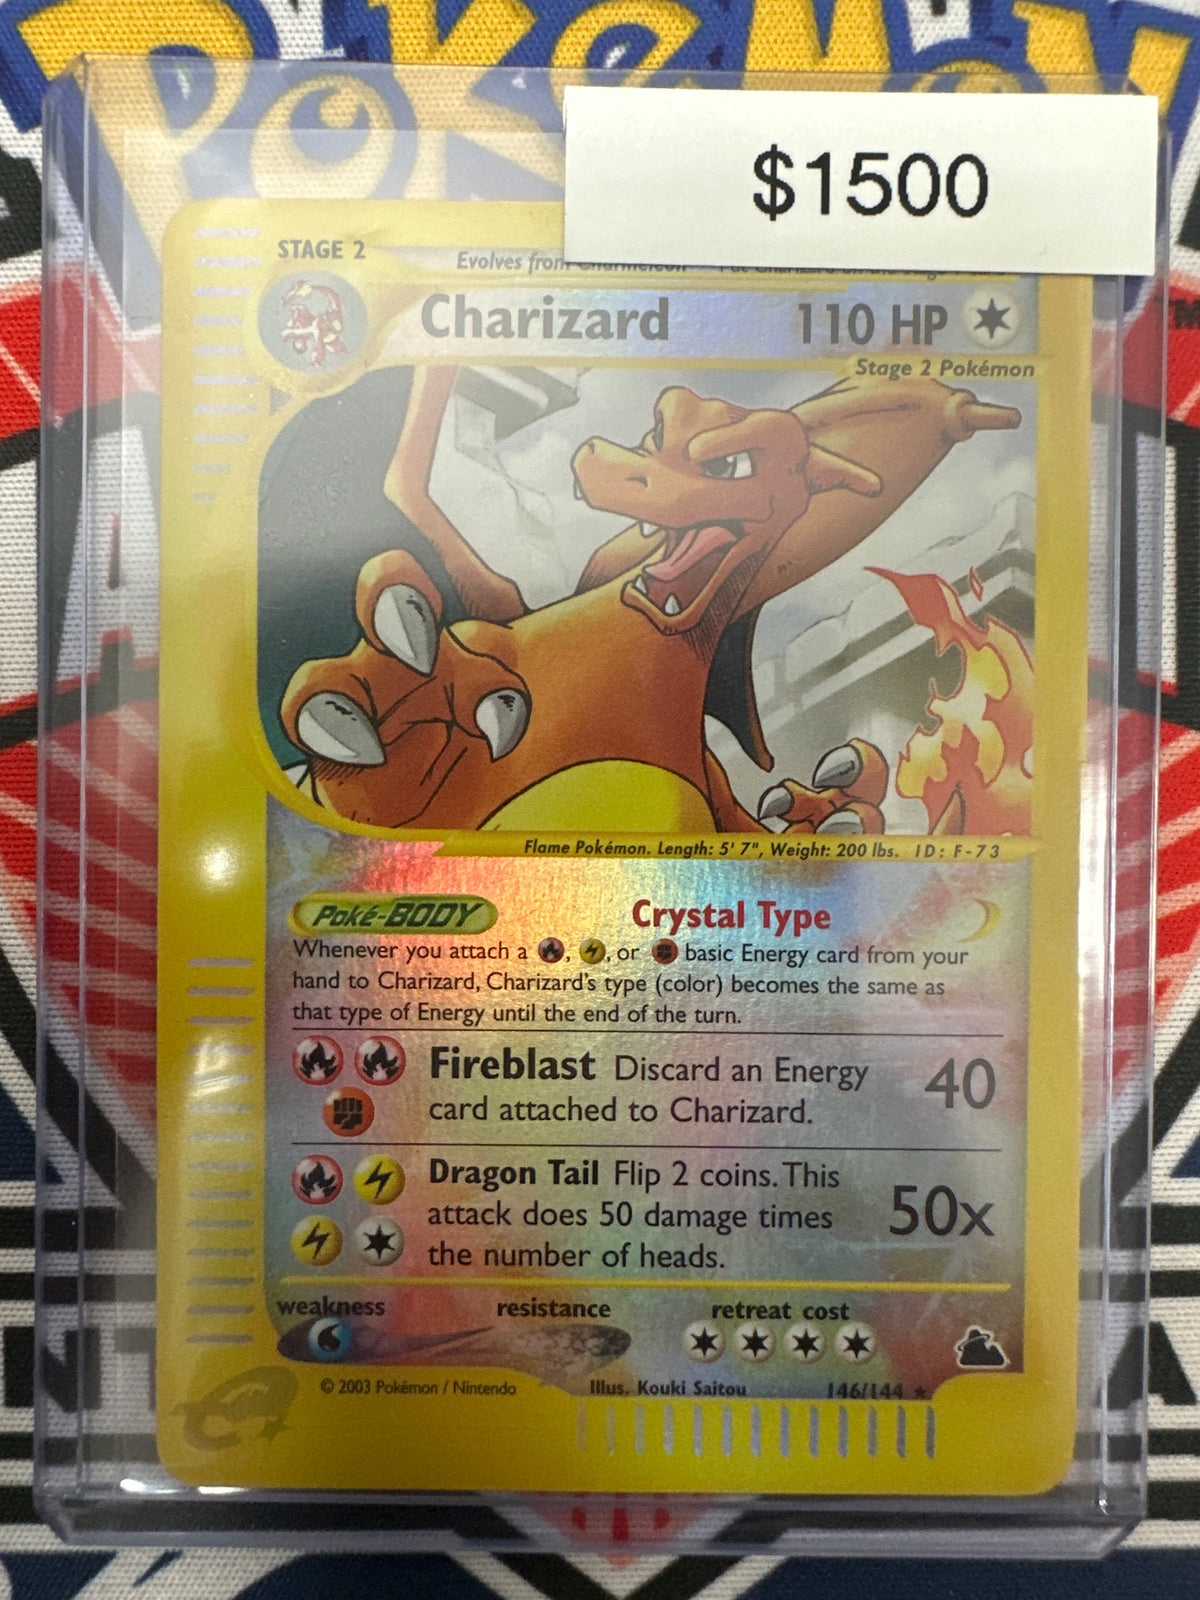 POKéMON
$1500
STAGE 2
Evolves from Charmeleon
Charizard 110 HP
Stage 2 Pokémon
Flame Pokémon. Length: 5' 7", Weight: 200 lbs. ID: F-73
Poké-BODY Crystal Type
Whenever you attach a , , or basic Energy card from your
hand to Charizard, Charizard's type (color) becomes the same as
that type of Energy until the end of the turn.
Fireblast Discard an Energy 40
card attached to Charizard.
Dragon Tail Flip 2 coins. This
attack does 50 damage times 50x
the number of heads.
weakness resistance retreat cost
© 2003 Pokémon / Nintendo Illus. Kouki Saitou 146/144 ★